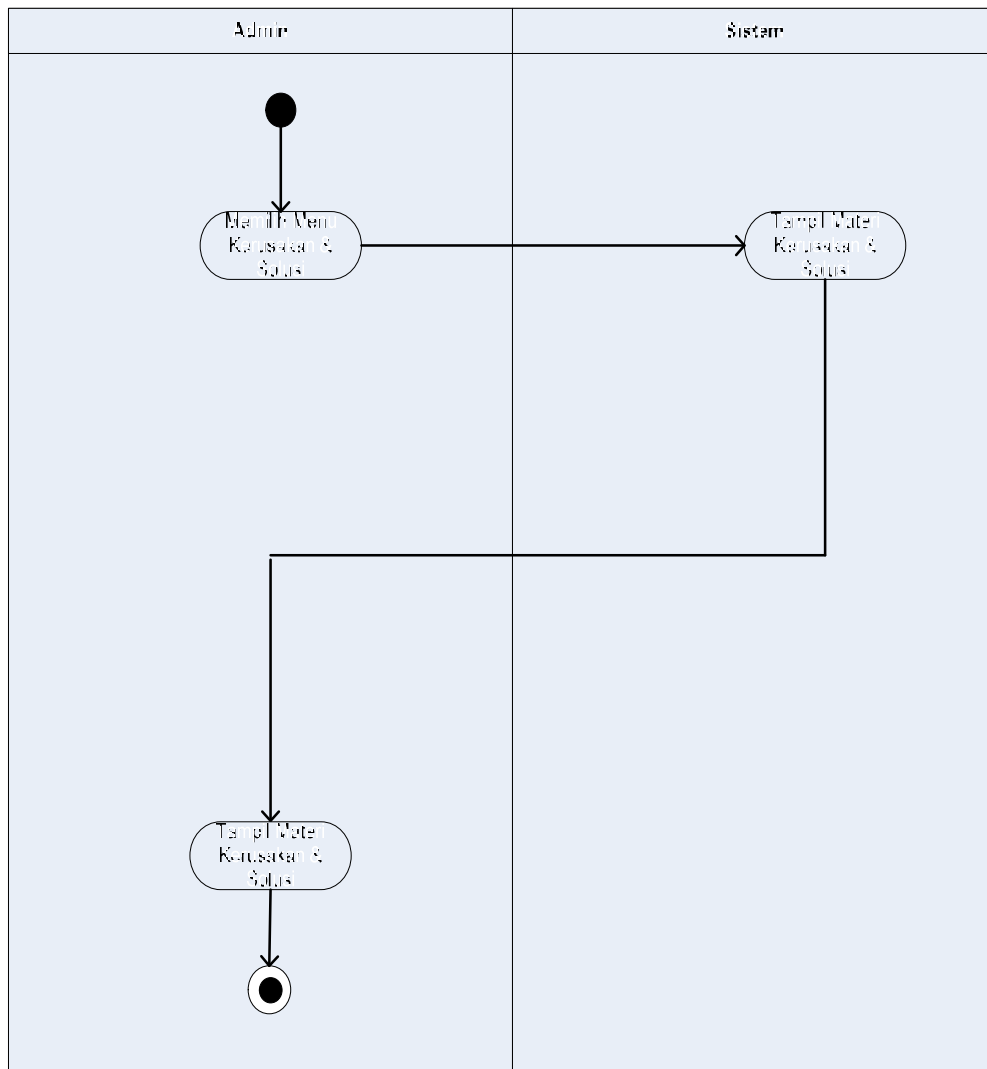 Admin
Sistem
Memilih Menu
Kerusakan &
Solusi
Tampil Materi
Kerusakan &
Solusi
Tampil Materi
Kerusakan &
Solusi